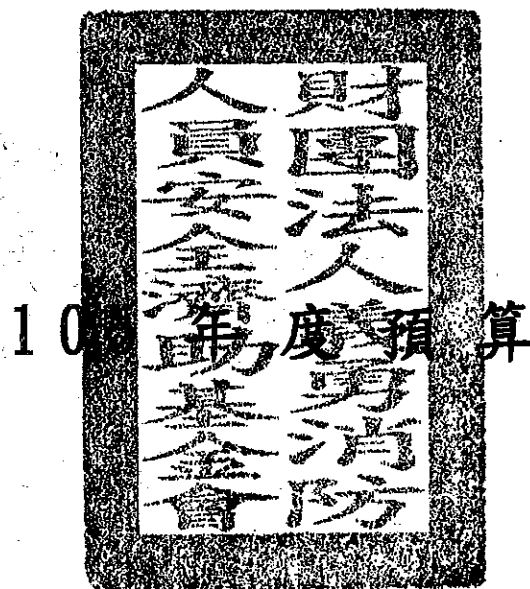 財團法人義勇消防
人員安全濟助基金會
年度預算